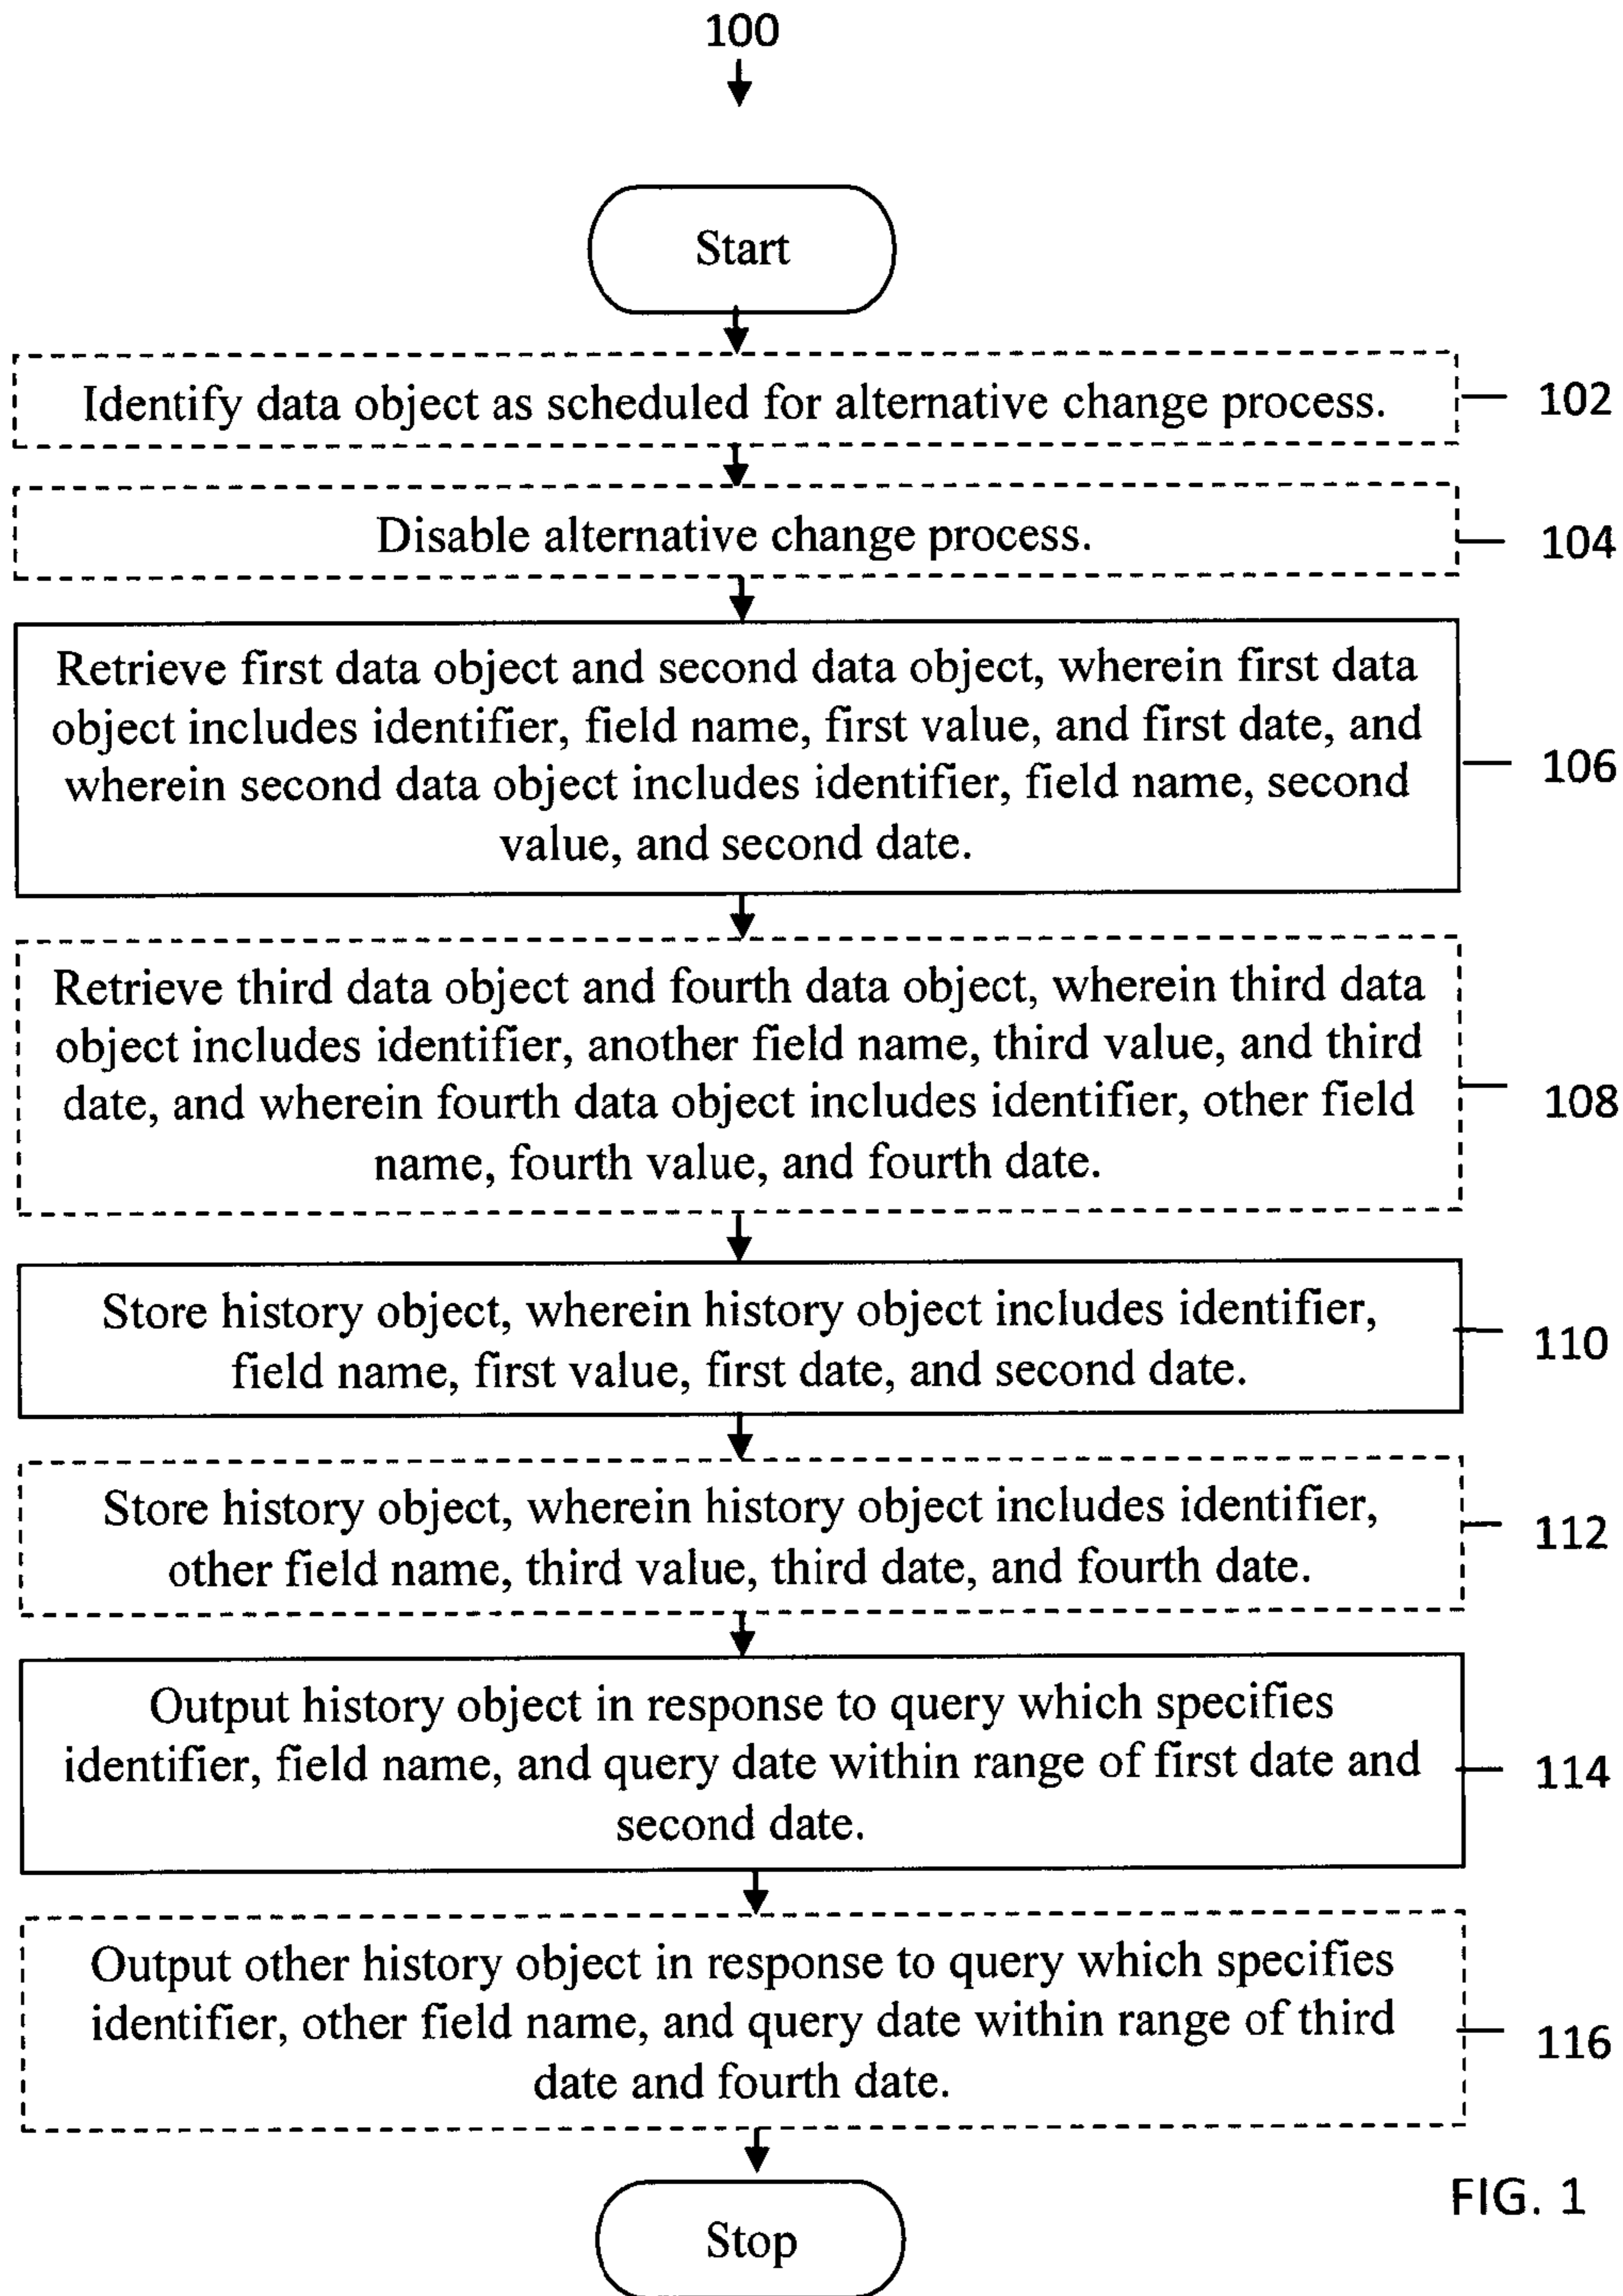 100
Start
Identify data object as scheduled for alternative change process.
102
Disable alternative change process.
104
Retrieve first data object and second data object, wherein first data
object includes identifier, field name, first value, and first date, and
wherein second data object includes identifier, field name, second
value, and second date.
106
Retrieve third data object and fourth data object, wherein third data
object includes identifier, another field name, third value, and third
date, and wherein fourth data object includes identifier, other field
name, fourth value, and fourth date.
108
Store history object, wherein history object includes identifier,
field name, first value, first date, and second date.
110
Store history object, wherein history object includes identifier,
other field name, third value, third date, and fourth date.
112
Output history object in response to query which specifies
identifier, field name, and query date within range of first date and
second date.
114
Output other history object in response to query which specifies
identifier, other field name, and query date within range of third
date and fourth date.
116
Stop
FIG. 1